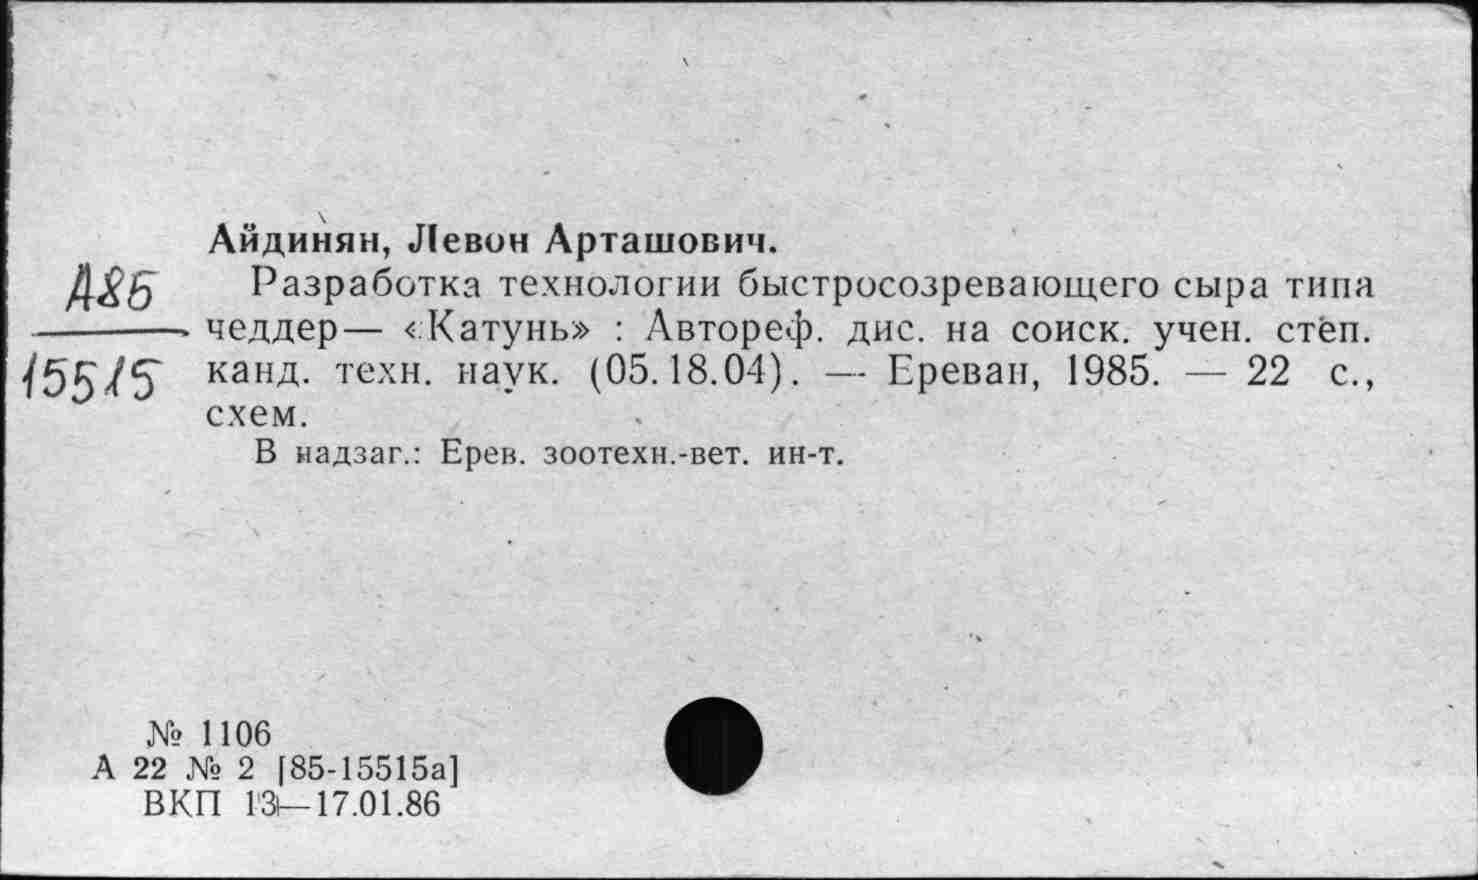 Айдинян, Левон Арташович.
А85
Разработка технологии быстросозревающего сыра типа
чеддер— «Катунь» : Автореф. дис. на соиск. учен. степ.
15515
канд. техн. наук. (05.18.04). — Ереван, 1985. — 22 с.,
схем.
В надзаг.: Ерев. зоотехн.-вет. ин-т.
№ 1106
А 22 № 2 [85-15515а]
ВКП 13—17.01.86